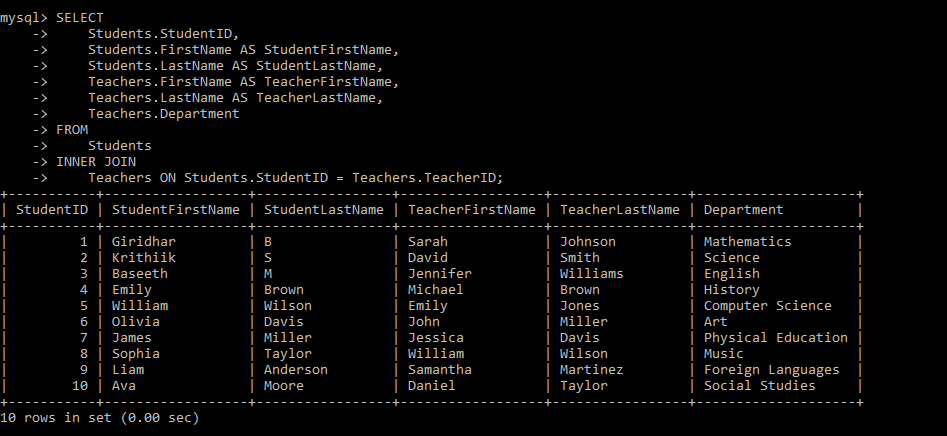 mysql> SELECT
    ->     Students.StudentID,
    ->     Students.FirstName AS StudentFirstName,
    ->     Students.LastName AS StudentLastName,
    ->     Teachers.FirstName AS TeacherFirstName,
    ->     Teachers.LastName AS TeacherLastName,
    ->     Teachers.Department
    -> FROM
    ->     Students
    -> INNER JOIN
    ->     Teachers ON Students.StudentID = Teachers.TeacherID;
+-----------+------------------+-----------------+------------------+-----------------+--------------------+
| StudentID | StudentFirstName | StudentLastName | TeacherFirstName | TeacherLastName | Department         |
+-----------+------------------+-----------------+------------------+-----------------+--------------------+
|         1 | Giridhar         | B               | Sarah            | Johnson         | Mathematics        |
|         2 | Krithiik         | S               | David            | Smith           | Science            |
|         3 | Baseeth          | M               | Jennifer         | Williams        | English            |
|         4 | Emily            | Brown           | Michael          | Brown           | History            |
|         5 | William          | Wilson          | Emily            | Jones           | Computer Science   |
|         6 | Olivia           | Davis           | John             | Miller          | Art                |
|         7 | James            | Miller          | Jessica          | Davis           | Physical Education |
|         8 | Sophia           | Taylor          | William          | Wilson          | Music              |
|         9 | Liam             | Anderson        | Samantha         | Martinez        | Foreign Languages  |
|        10 | Ava              | Moore           | Daniel           | Taylor          | Social Studies     |
+-----------+------------------+-----------------+------------------+-----------------+--------------------+
10 rows in set (0.00 sec)